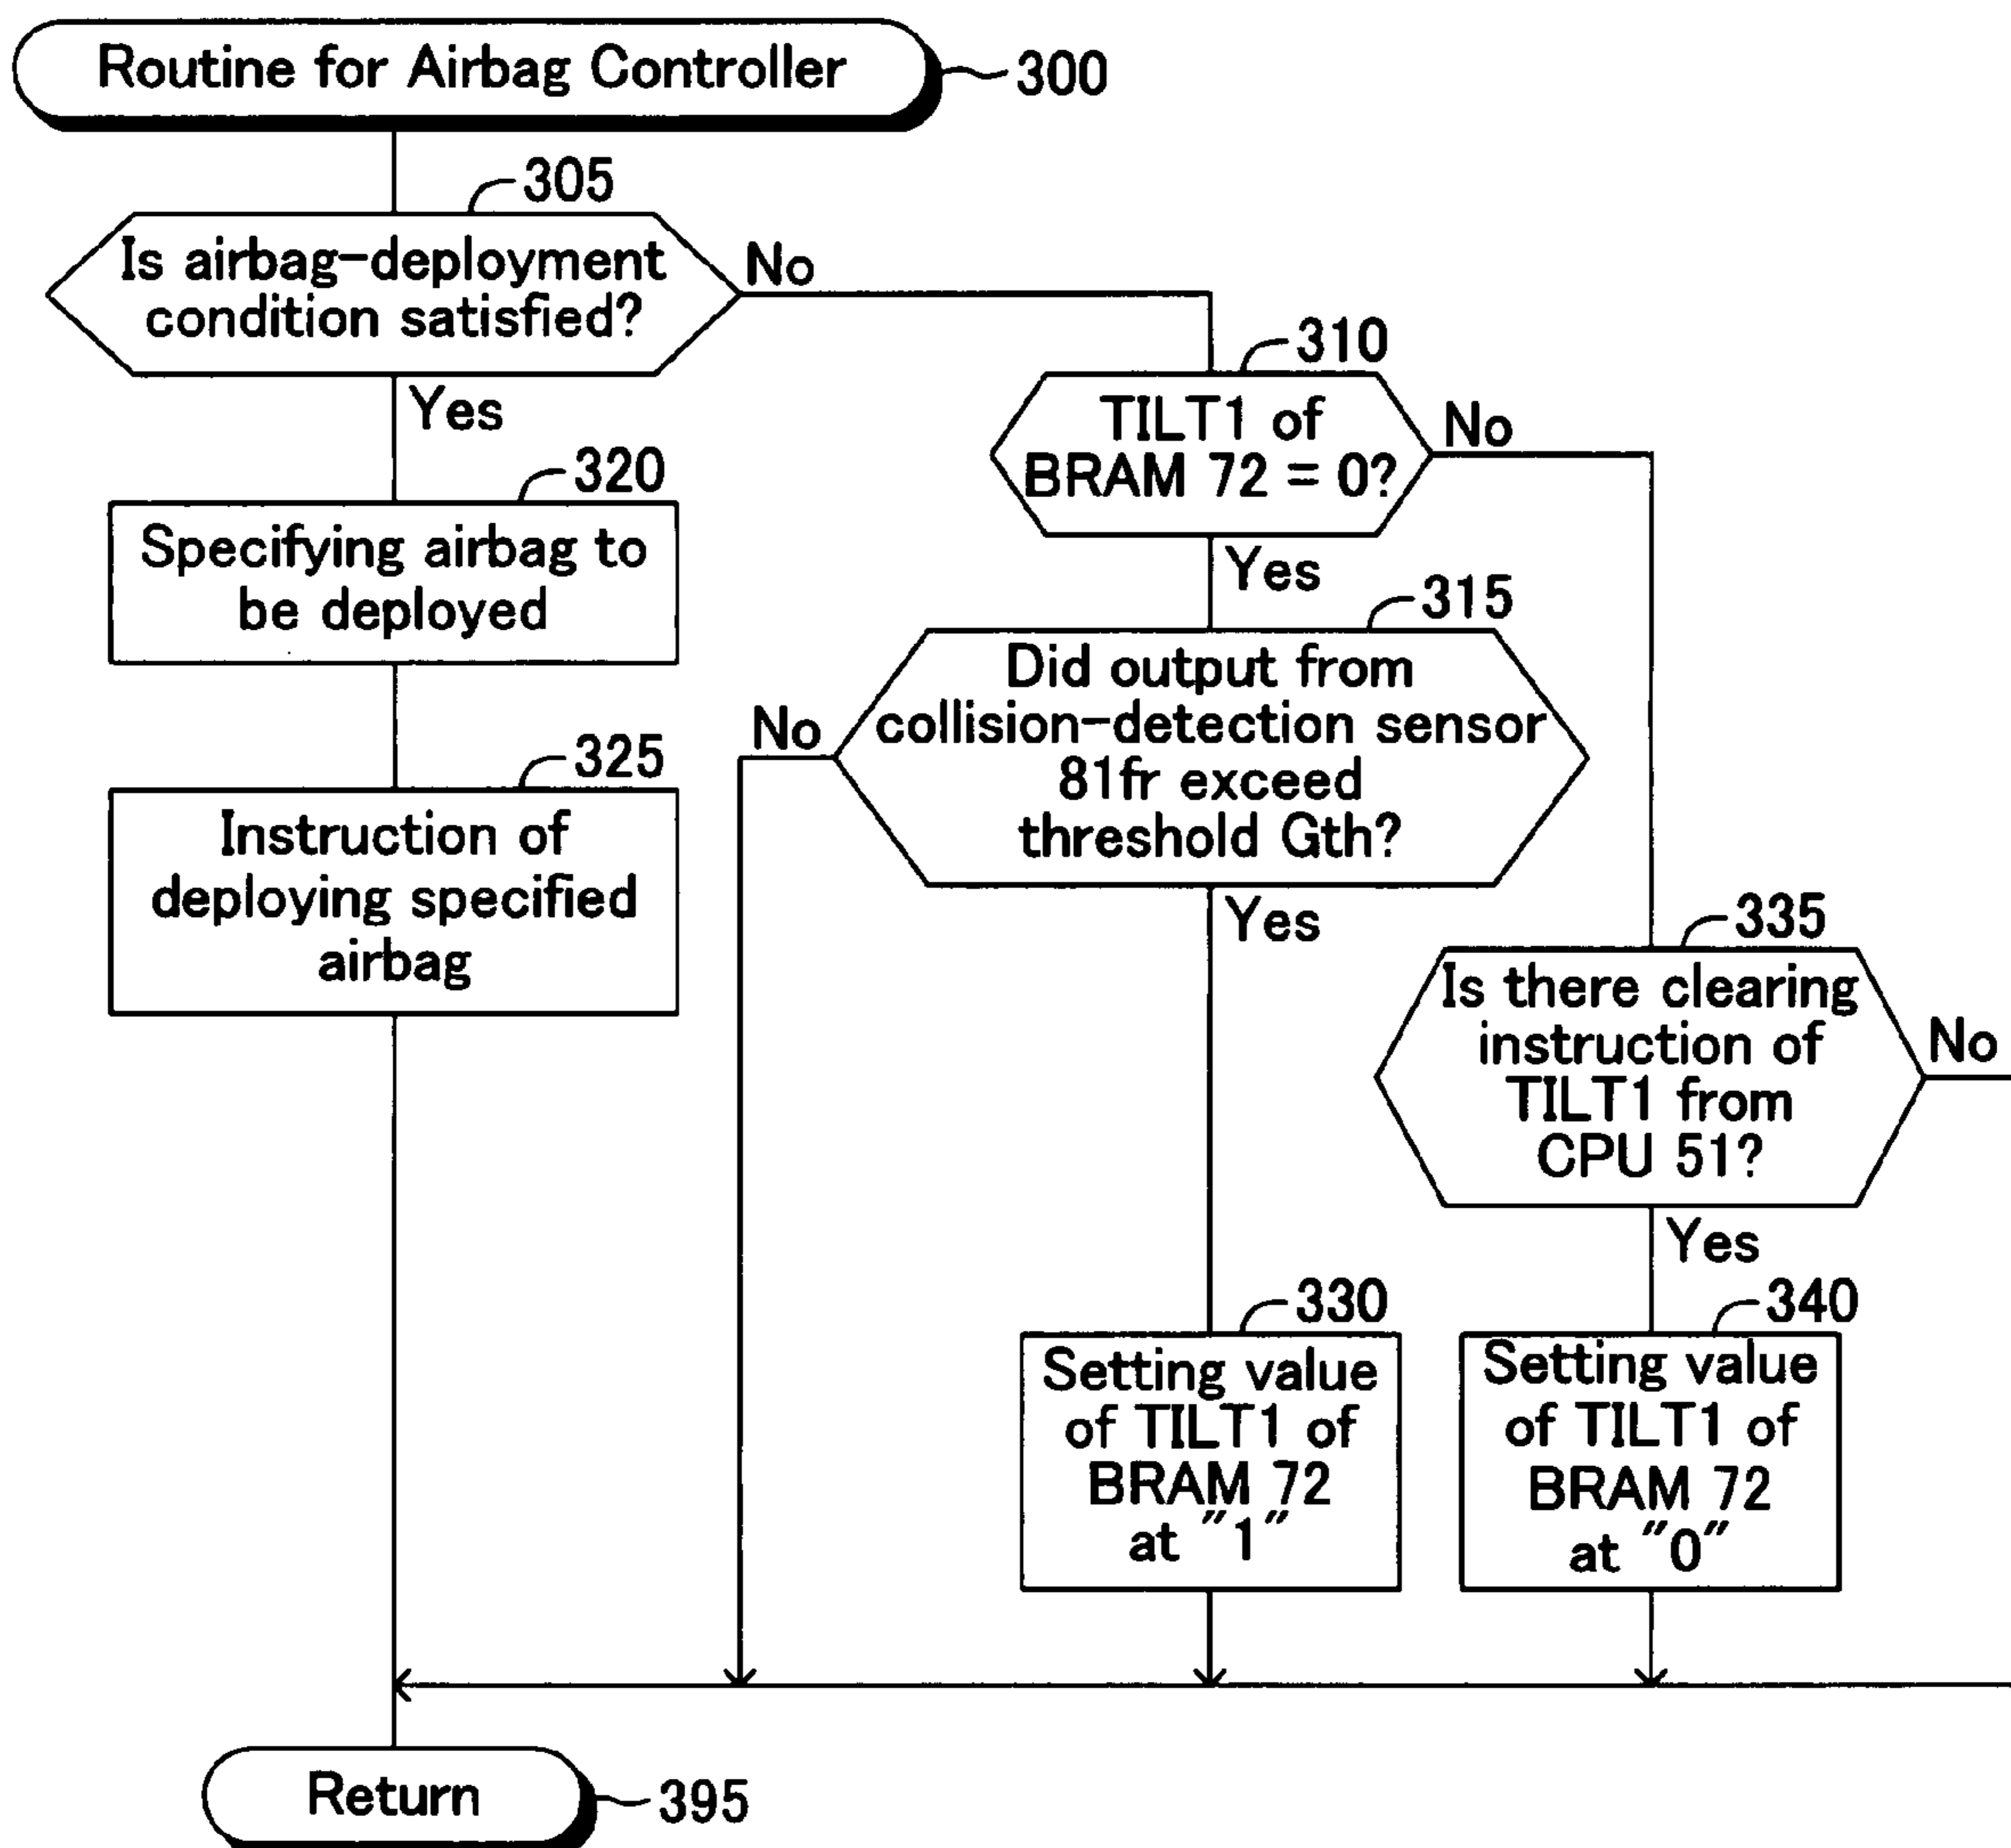 Routine for Airbag Controller
300
305
Is airbag-deployment
condition satisfied?
No
Yes
310
TILT1 of
BRAM 72 = 0?
No
Yes
320
Specifying airbag to
be deployed
315
Did output from
collision-detection sensor
81fr exceed
threshold Gth?
No
Yes
325
Instruction of
deploying specified
airbag
335
Is there clearing
instruction of
TILT1 from
CPU 51?
No
Yes
330
Setting value
of TILT1 of
BRAM 72
at "1"
340
Setting value
of TILT1 of
BRAM 72
at "0"
Return
395